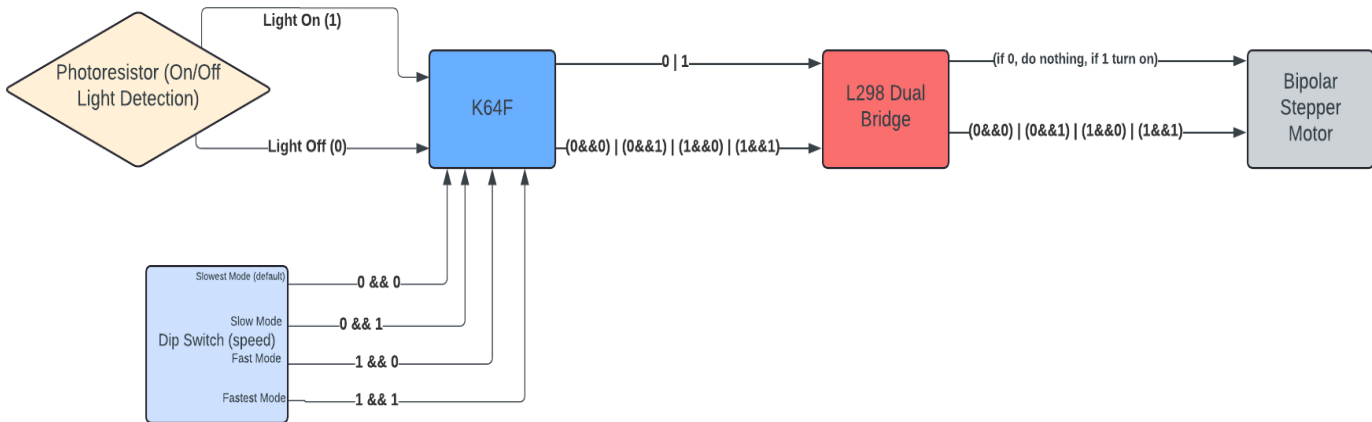 Light On (1)
Photoresistor (On/Off
Light Detection)
Light Off (0)
K64F
0 | 1
(0&&0) | (0&&1) | (1&&0) | (1&&1)
L298 Dual
Bridge
(if 0, do nothing, if 1 turn on)
(0&&0) | (0&&1) | (1&&0) | (1&&1)
Bipolar
Stepper
Motor
Slowest Mode (default)
0 && 0
Slow Mode
0 && 1
Dip Switch (speed)
Fast Mode
1 && 0
Fastest Mode
1 && 1